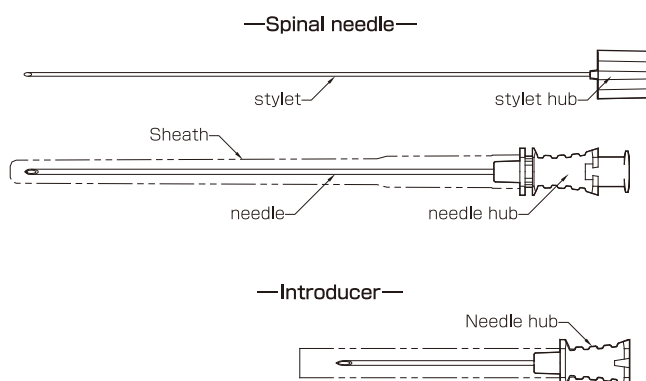 —Spinal needle—
stylet
stylet hub
Sheath
needle
needle hub
—Introducer—
Needle hub